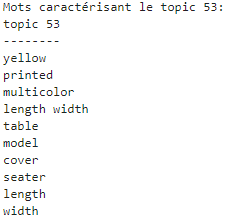 Mots caractérisant le topic 53:
topic 53
--------
yellow
printed
multicolor
length width
table
model
cover
seater
length
width